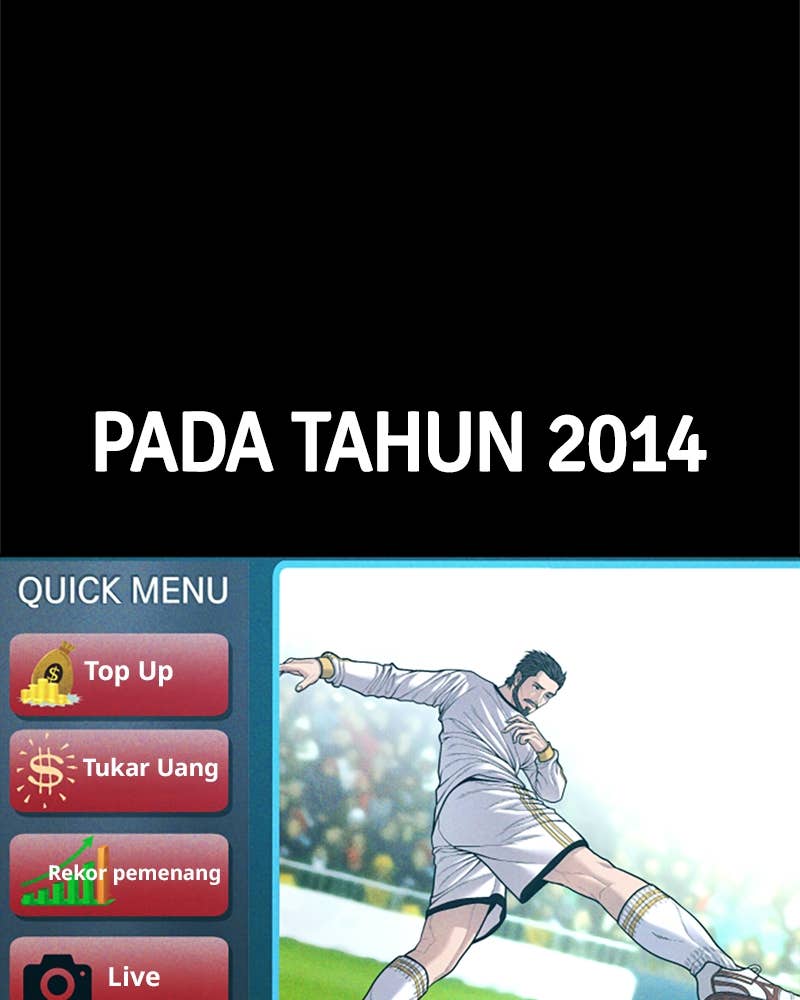 PADA TAHUN 2014
QUICK MENU
Top Up
Tukar Uang
Rekor pemenang
Live